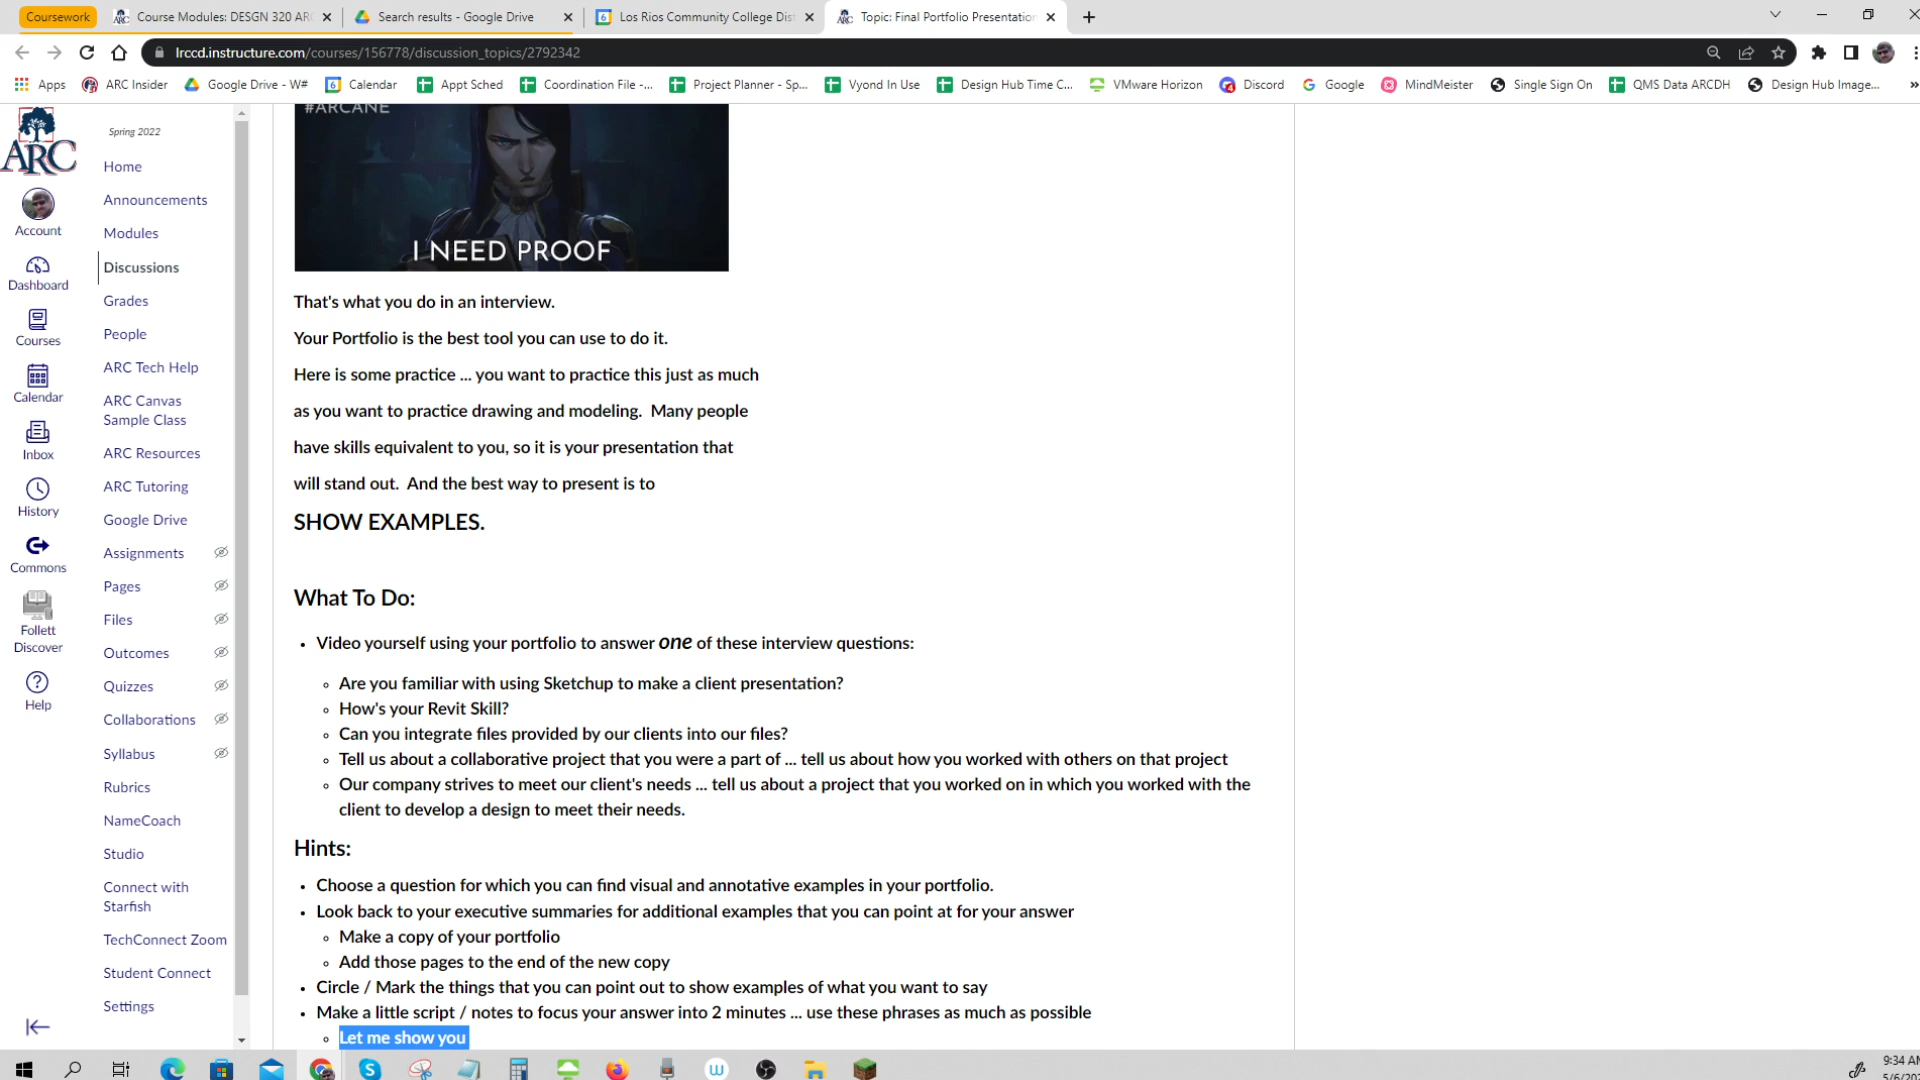 Coursework
Course Modules: DESGN 320 AR
Search results - Google Drive
Los Rios Community College Dist
Topic: Final Portfolio Presentation
lrccd.instructure.com/courses/156778/discussion_topics/2792342
Apps
ARC Insider
Google Drive - W#
Calendar
Appt Sched
Coordination File -...
Project Planner - Sp...
Vyond In Use
Design Hub Time C...
VMware Horizon
Discord
Google
MindMeister
Single Sign On
QMS Data ARCDH
Design Hub Image...
ARC
Account
Dashboard
Courses
Calendar
Inbox
History
Commons
Follett
Discover
Help
Spring 2022
Home
Announcements
Modules
Discussions
Grades
People
ARC Tech Help
ARC Canvas
Sample Class
ARC Resources
ARC Tutoring
Google Drive
Assignments
Pages
Files
Outcomes
Quizzes
Collaborations
Syllabus
Rubrics
NameCoach
Studio
Connect with
Starfish
TechConnect Zoom
Student Connect
Settings
#ARCANE
I NEED PROOF
That's what you do in an interview.
Your Portfolio is the best tool you can use to do it.
Here is some practice ... you want to practice this just as much
as you want to practice drawing and modeling. Many people
have skills equivalent to you, so it is your presentation that
will stand out. And the best way to present is to
SHOW EXAMPLES.
What To Do:
• Video yourself using your portfolio to answer one of these interview questions:
◦ Are you familiar with using Sketchup to make a client presentation?
◦ How's your Revit Skill?
◦ Can you integrate files provided by our clients into our files?
◦ Tell us about a collaborative project that you were a part of ... tell us about how you worked with others on that project
◦ Our company strives to meet our client's needs ... tell us about a project that you worked on in which you worked with the
client to develop a design to meet their needs.
Hints:
• Choose a question for which you can find visual and annotative examples in your portfolio.
• Look back to your executive summaries for additional examples that you can point at for your answer
◦ Make a copy of your portfolio
◦ Add those pages to the end of the new copy
• Circle / Mark the things that you can point out to show examples of what you want to say
• Make a little script / notes to focus your answer into 2 minutes ... use these phrases as much as possible
◦ Let me show you
9:34 AM
5/6/202